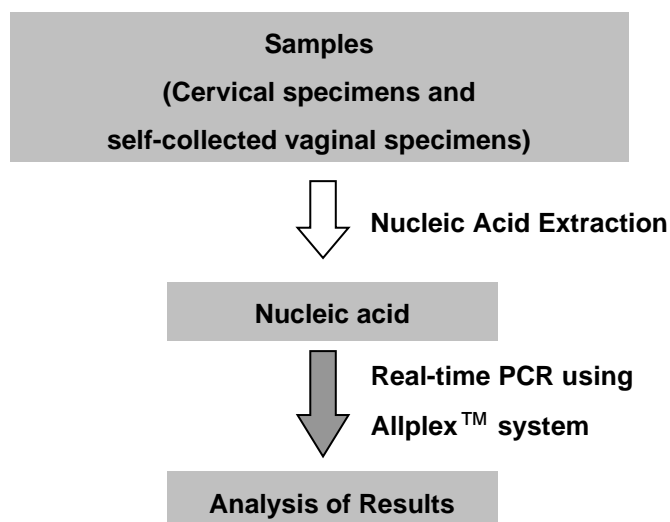 Samples
(Cervical specimens and
self-collected vaginal specimens)
Nucleic Acid Extraction
Nucleic acid
Real-time PCR using
Allplex™ system
Analysis of Results